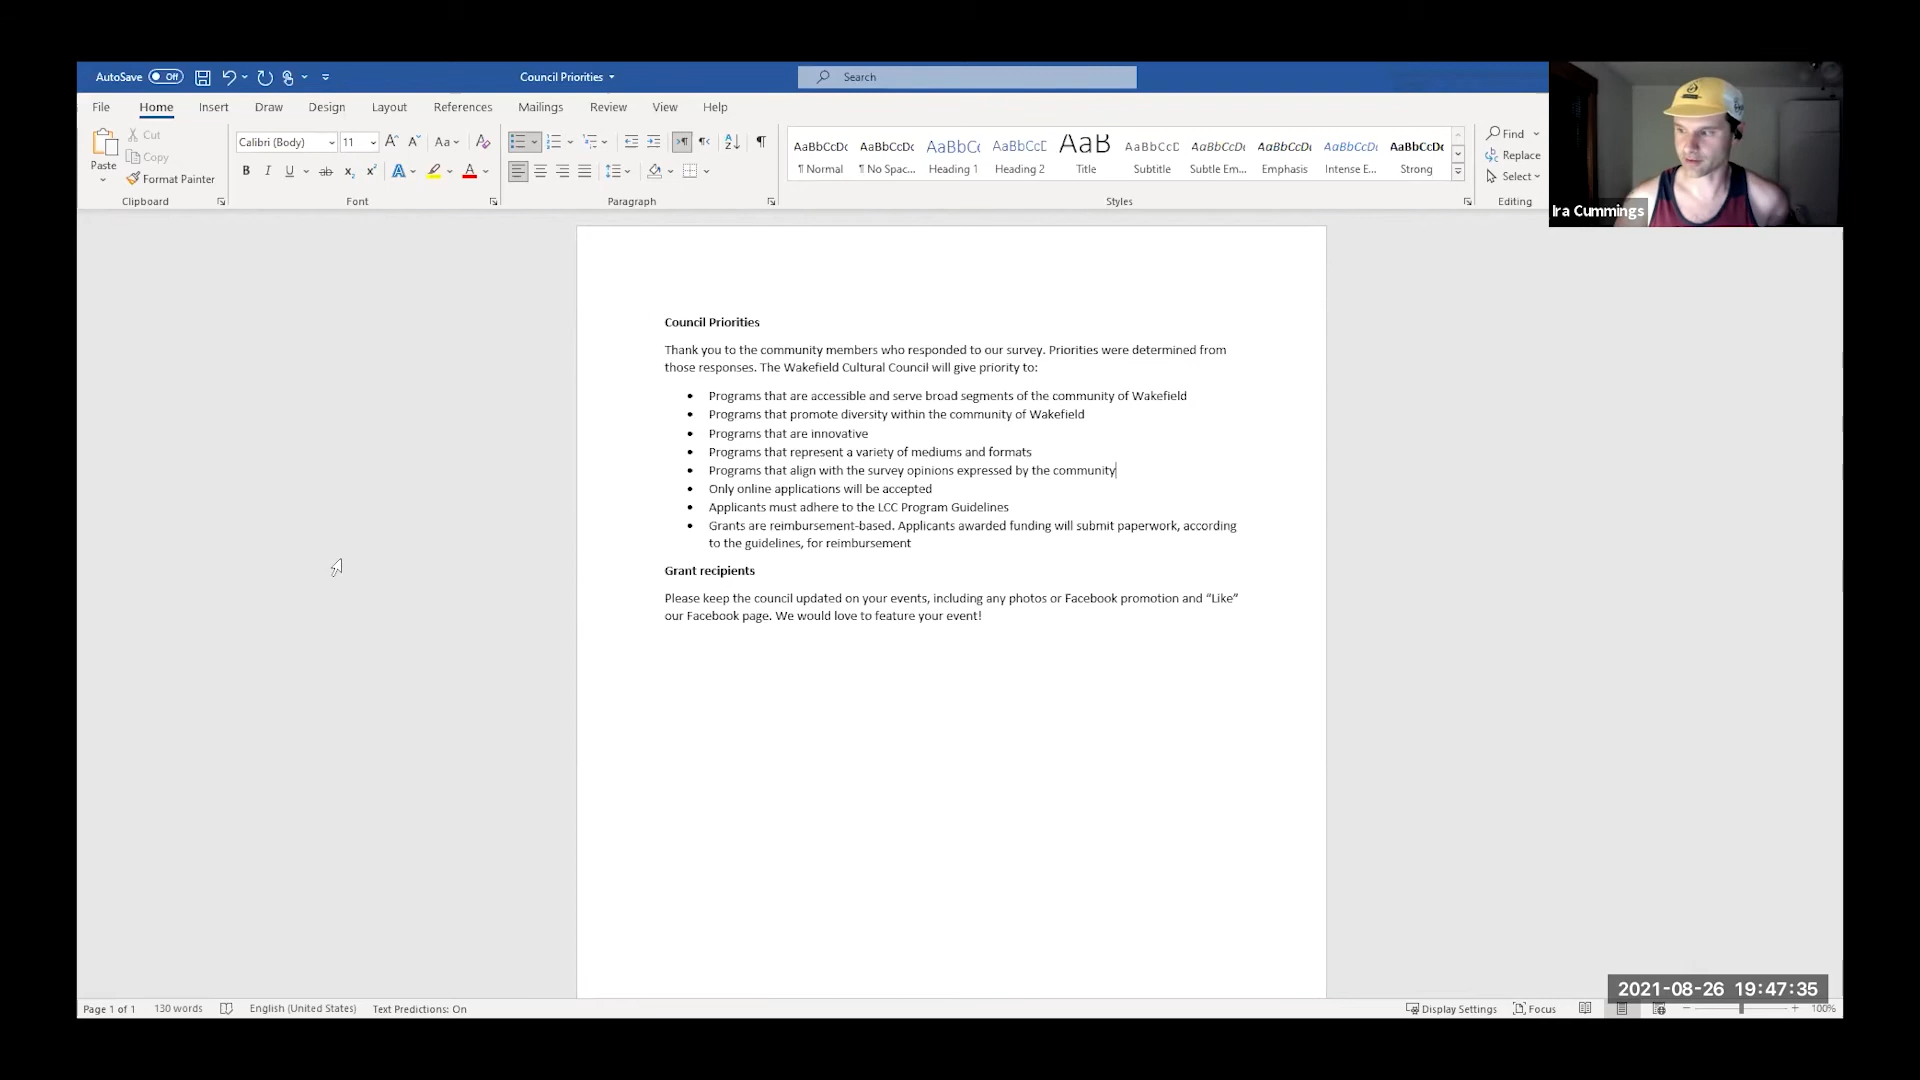 AutoSave Off
Council Priorities
Search
File Home Insert Draw Design Layout References Mailings Review View Help
Paste
Cut
Copy
Format Painter
Clipboard
Calibri (Body) 11
Font
Paragraph
AaBbCcDc AaBbCcDc AaBbCc AaBbCcD AaB AaBbCcD AaBbCcDc AaBbCcDc AaBbCcDc AaBbCcDc
¶ Normal ¶ No Spac... Heading 1 Heading 2 Title Subtitle Subtle Em... Emphasis Intense E... Strong
Styles
Find
Replace
Select
Editing
Ira Cummings
Council Priorities
Thank you to the community members who responded to our survey. Priorities were determined from
those responses. The Wakefield Cultural Council will give priority to:
• Programs that are accessible and serve broad segments of the community of Wakefield
• Programs that promote diversity within the community of Wakefield
• Programs that are innovative
• Programs that represent a variety of mediums and formats
• Programs that align with the survey opinions expressed by the community
• Only online applications will be accepted
• Applicants must adhere to the LCC Program Guidelines
• Grants are reimbursement-based. Applicants awarded funding will submit paperwork, according
to the guidelines, for reimbursement
Grant recipients
Please keep the council updated on your events, including any photos or Facebook promotion and “Like”
our Facebook page. We would love to feature your event!
2021-08-26 19:47:35
Page 1 of 1 130 words English (United States) Text Predictions: On
Display Settings Focus 100%